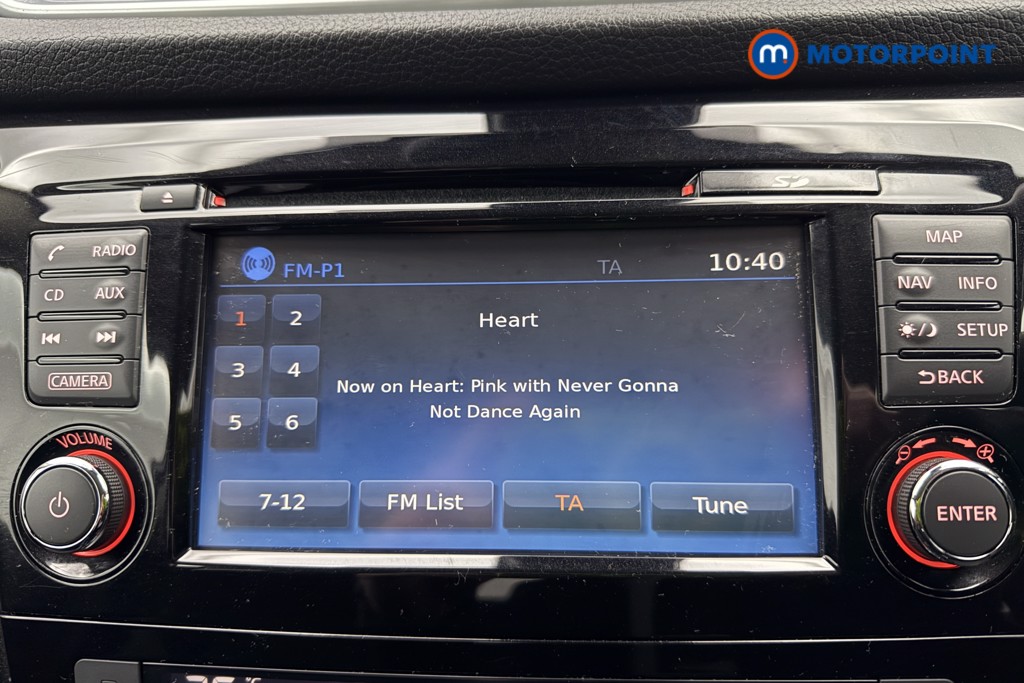 m. MOTORPOINT
SD
RADIO
CD AUX
CAMERA
VOLUME
FM-P1 TA 10:40
1 2
3 4
5 6
Heart
Now on Heart: Pink with Never Gonna
Not Dance Again
7-12 FM List TA Tune
MAP
NAV INFO
SETUP
BACK
ENTER